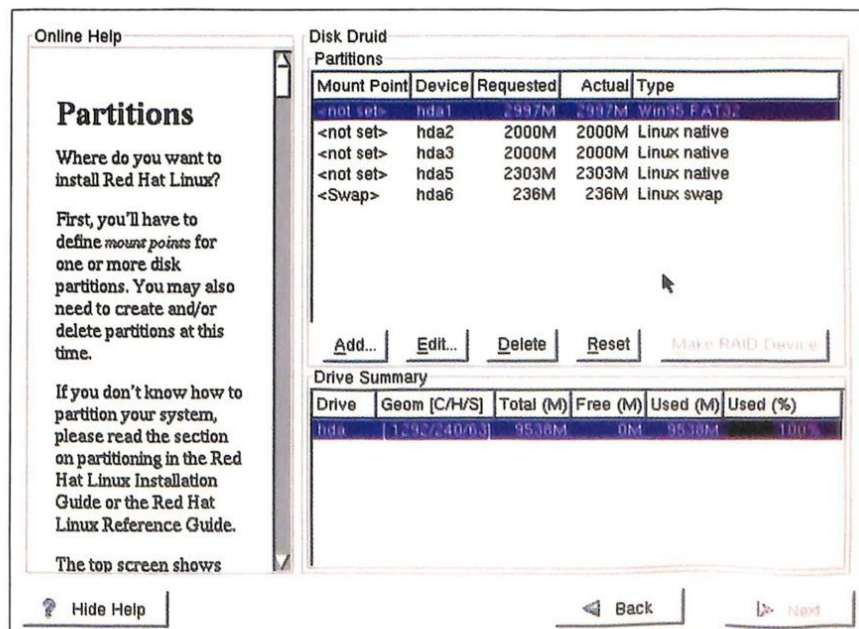 Online Help
Partitions
Where do you want to
install Red Hat Linux?
First, you'll have to
define mount points for
one or more disk
partitions. You may also
need to create and/or
delete partitions at this
time.
If you don't know how to
partition your system,
please read the section
on partitioning in the Red
Hat Linux Installation
Guide or the Red Hat
Linux Reference Guide.
The top screen shows
Disk Druid
Partitions
Mount Point Device Requested Actual Type
<not set> hda1 2997M 2997M Win95 FAT32
<not set> hda2 2000M 2000M Linux native
<not set> hda3 2000M 2000M Linux native
<not set> hda5 2303M 2303M Linux native
<Swap> hda6 236M 236M Linux swap
Add... Edit... Delete Reset Make RAID Device
Drive Summary
Drive Geom [C/H/S] Total (M) Free (M) Used (M) Used (%)
hda [1292/240/63] 9538M 0M 9538M 100%
Hide Help Back Next